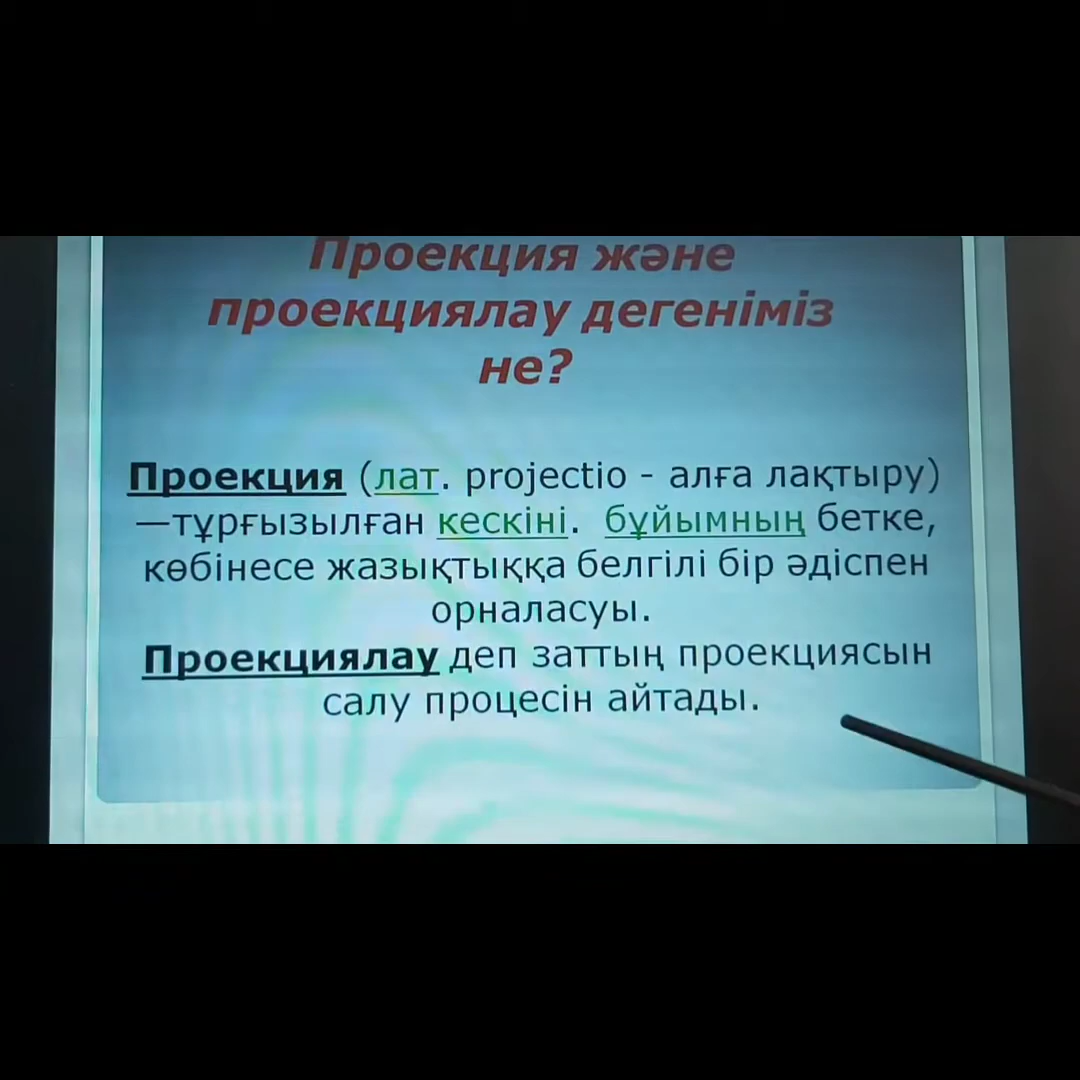 Проекция және
проекциялау дегеніміз
не?
Проекция (лат. projectio - алға лақтыру)
—тұрғызылған кескіні. бұйымның бетке,
көбінесе жазықтыққа белгілі бір әдіспен
орналасуы.
Проекциялау деп заттың проекциясын
салу процесін айтады.